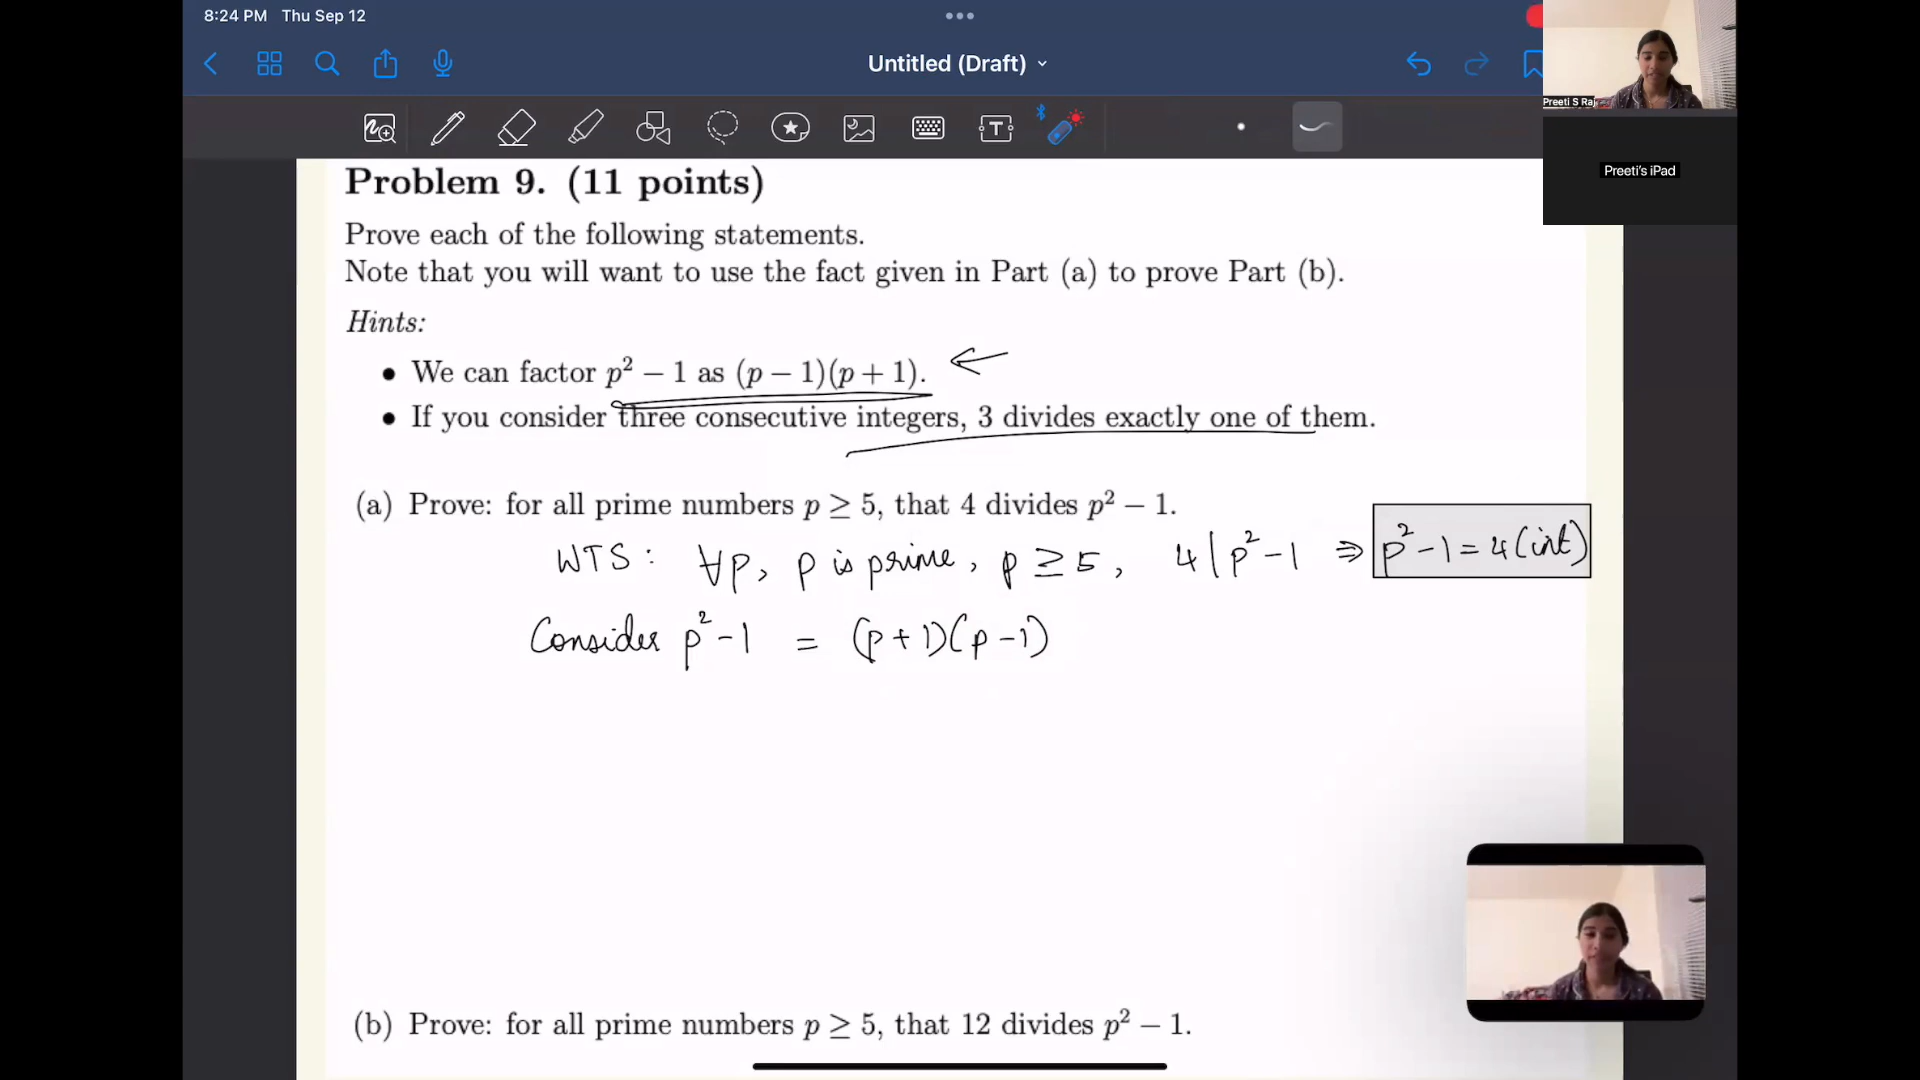 8:24 PM Thu Sep 12
Untitled (Draft)
Preeti S Raj
Preeti's iPad
Problem 9. (11 points)
Prove each of the following statements.
Note that you will want to use the fact given in Part (a) to prove Part (b).
Hints:
• We can factor p² − 1 as (p − 1)(p + 1). ←
• If you consider three consecutive integers, 3 divides exactly one of them.
(a) Prove: for all prime numbers p ≥ 5, that 4 divides p² − 1.
WTS: ∀p, p is prime, p ≥ 5, 4 | p² − 1 ⇒ p² − 1 = 4(int)
Consider p² − 1 = (p + 1)(p − 1)
(b) Prove: for all prime numbers p ≥ 5, that 12 divides p² − 1.